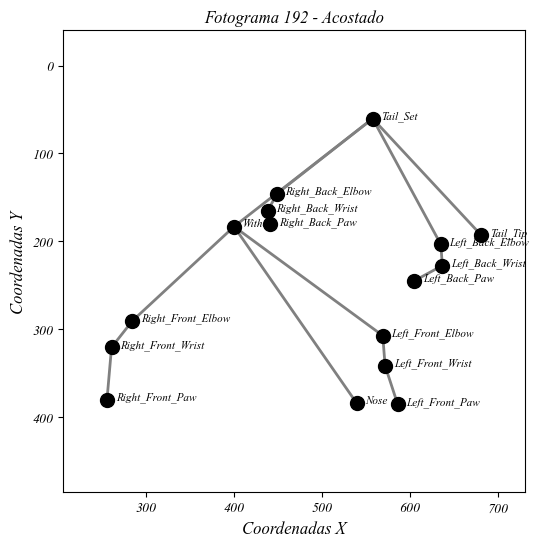 Fotograma 192 - Acostado
0
Tail_Set
100
Right_Back_Elbow
Right_Back_Wrist
Right_Back_Paw
Tail_Tip
200
Left_Back_Elbow
Left_Back_Wrist
Left_Back_Paw
Right_Front_Elbow
300
Left_Front_Elbow
Right_Front_Wrist
Left_Front_Wrist
Right_Front_Paw
Nose
Left_Front_Paw
400
300 400 500 600 700
Coordenadas X
Coordenadas Y